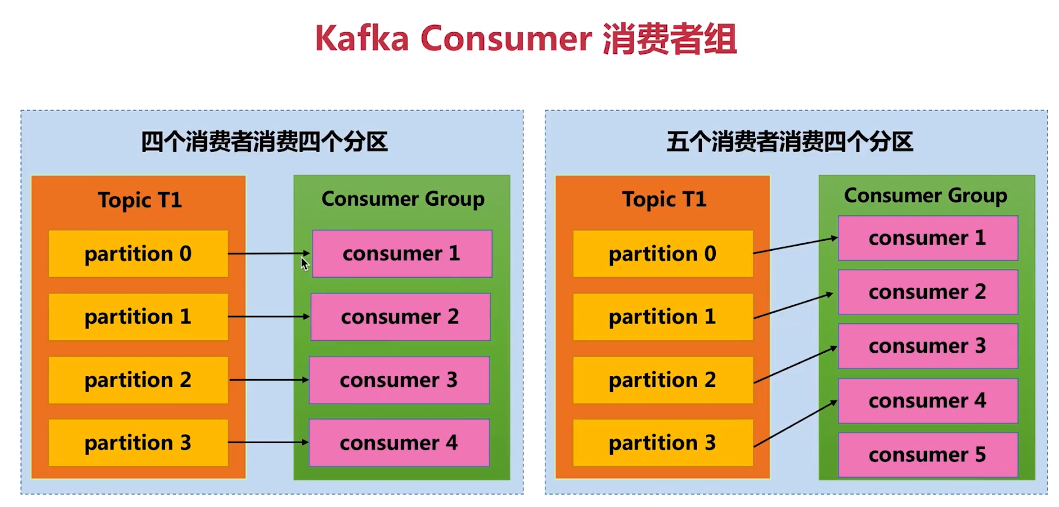 Kafka Consumer 消费者组
四个消费者消费四个分区
Topic T1
Consumer Group
partition 0
consumer 1
partition 1
consumer 2
partition 2
consumer 3
partition 3
consumer 4
五个消费者消费四个分区
Topic T1
Consumer Group
partition 0
consumer 1
partition 1
consumer 2
partition 2
consumer 3
partition 3
consumer 4
consumer 5